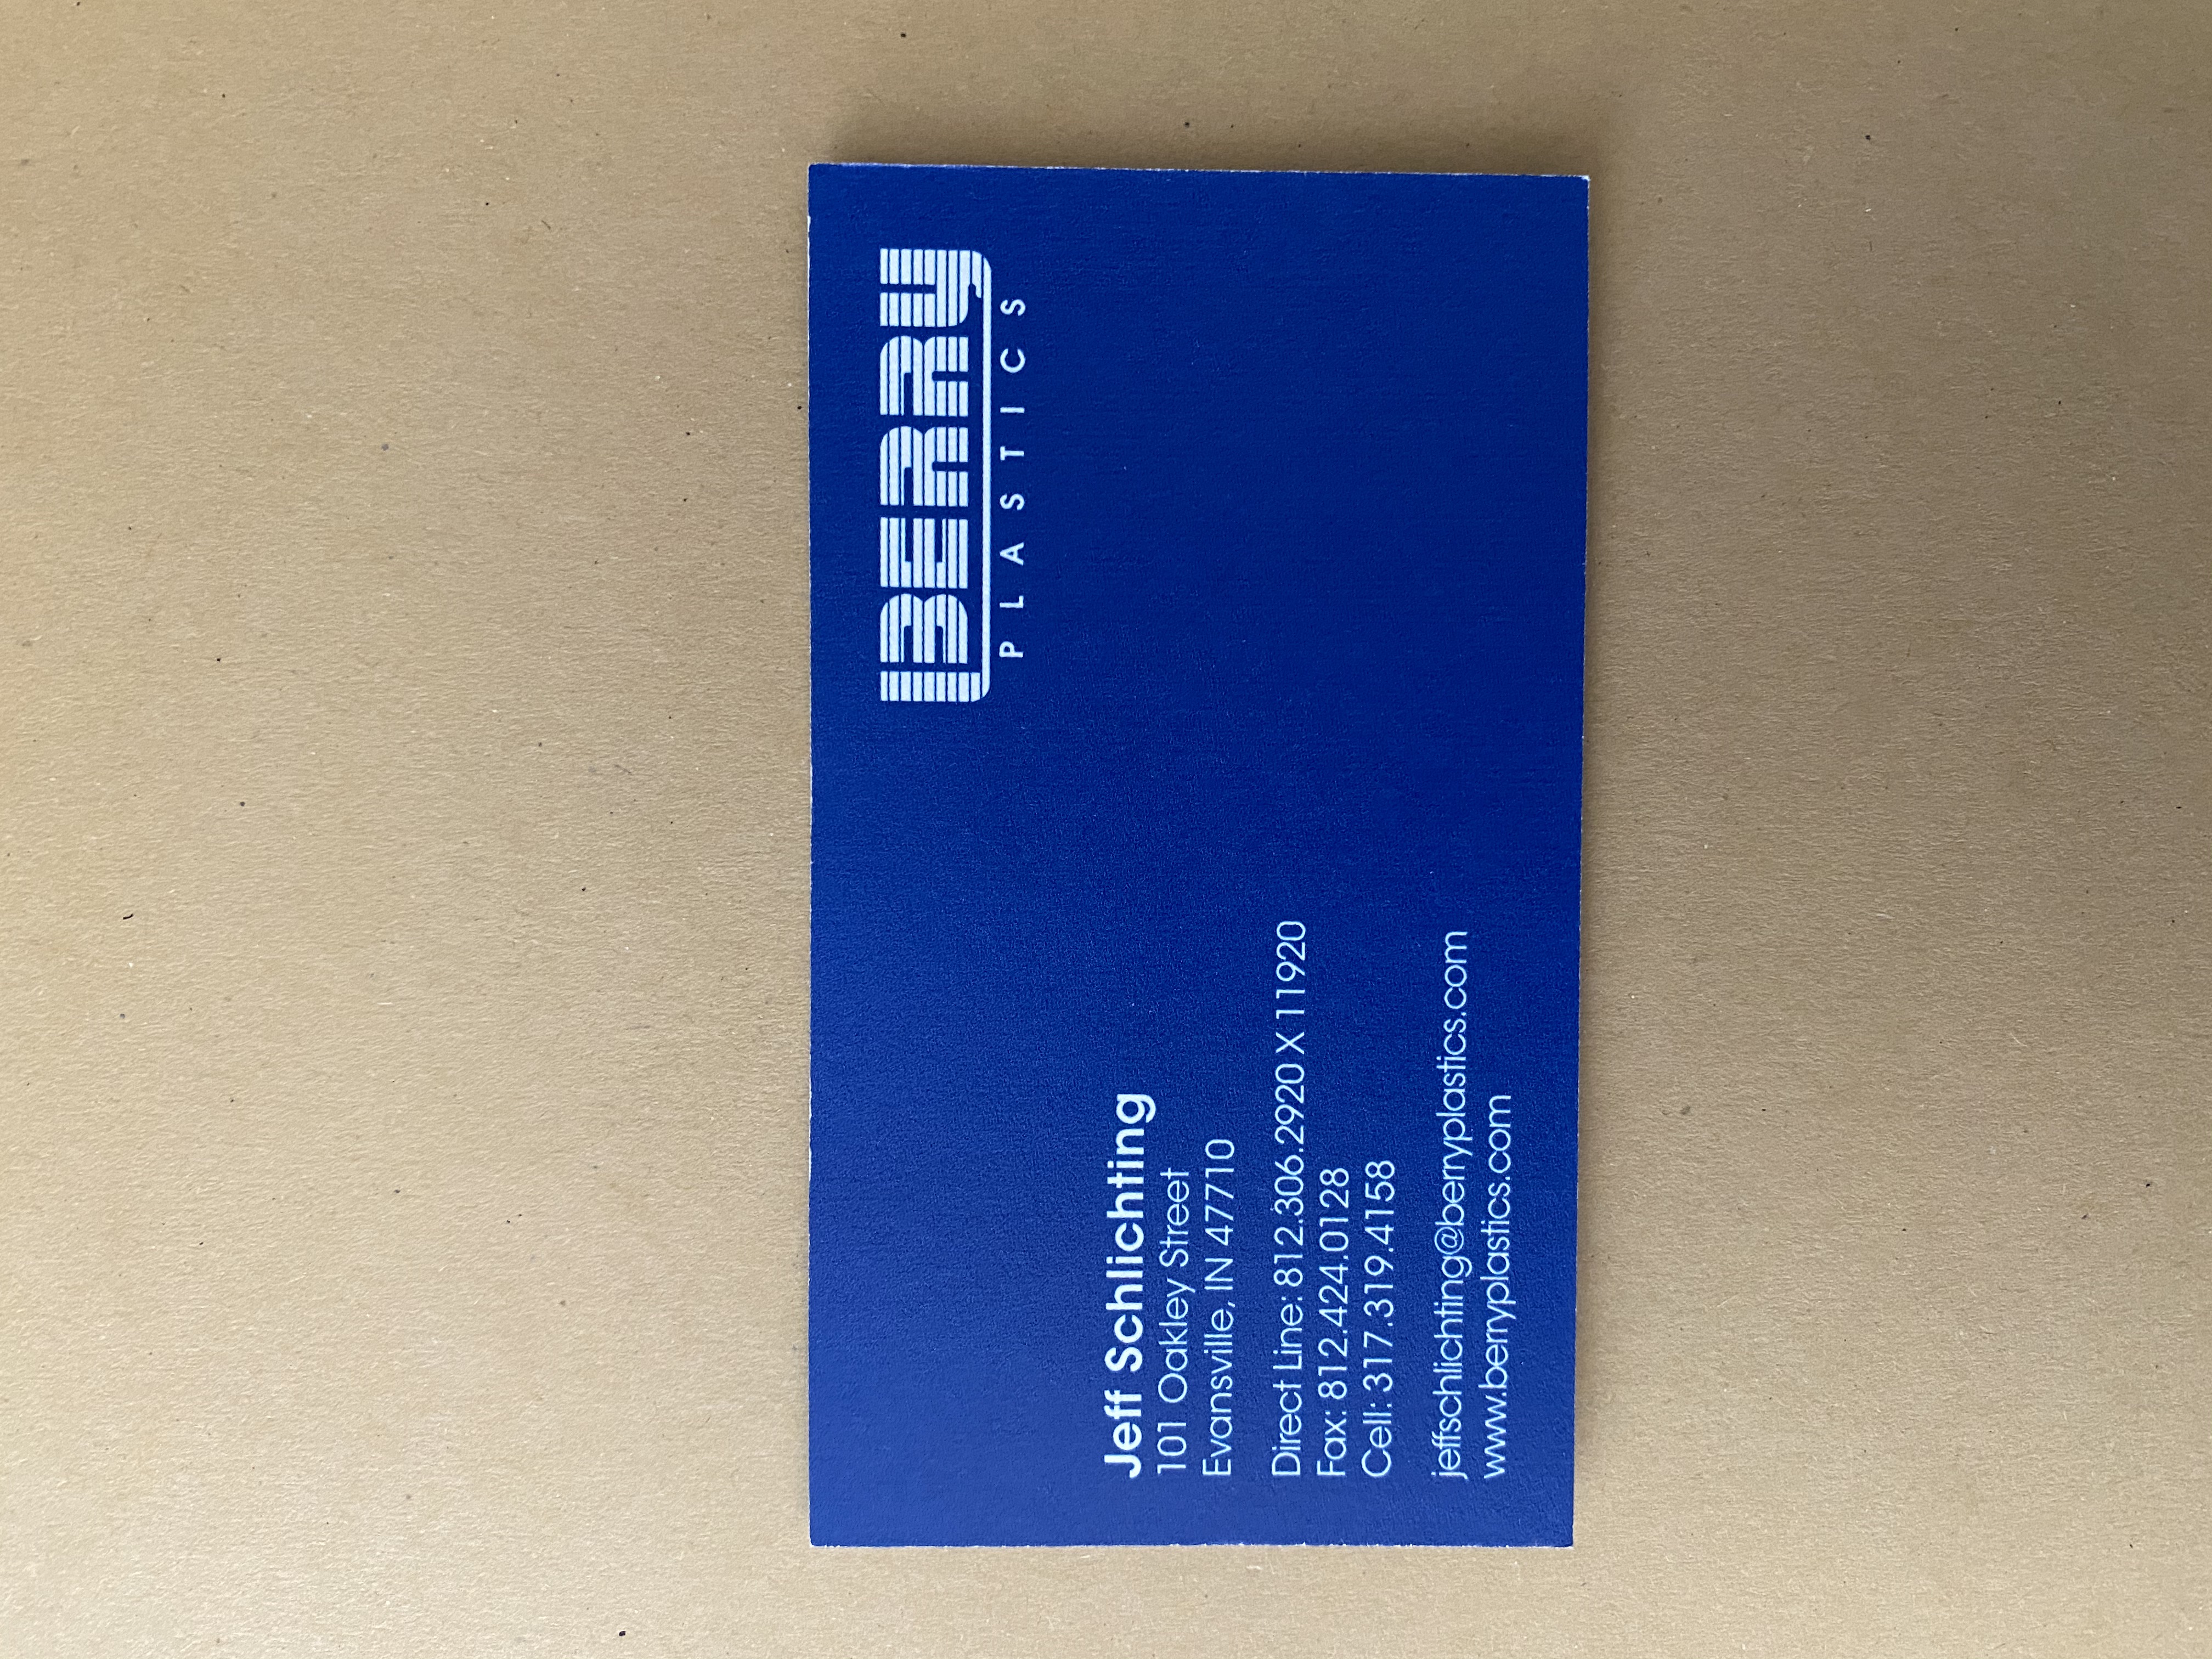 BERRY
PLASTICS
Jeff Schlichting
101 Oakley Street
Evansville, IN 47710
Direct Line: 812.306.2920 X 11920
Fax: 812.424.0128
Cell: 317.319.4158
jeffschlichting@berryplastics.com
www.berryplastics.com